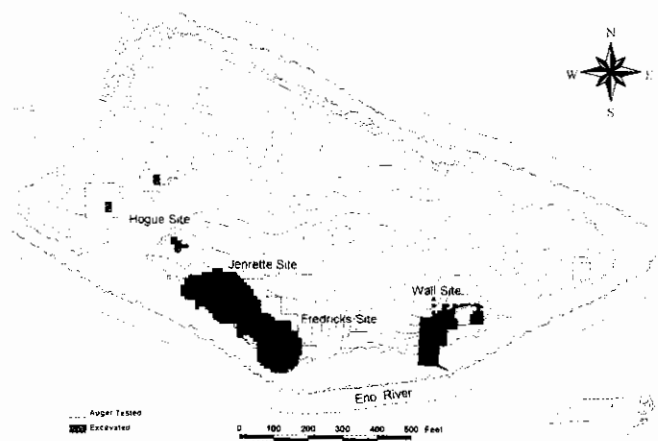 N
W E
S
Hogue Site
Jenrette Site
Wall Site
Fredricks Site
Eno River
Auger Tested
Excavated
0 100 200 300 400 500 Feet